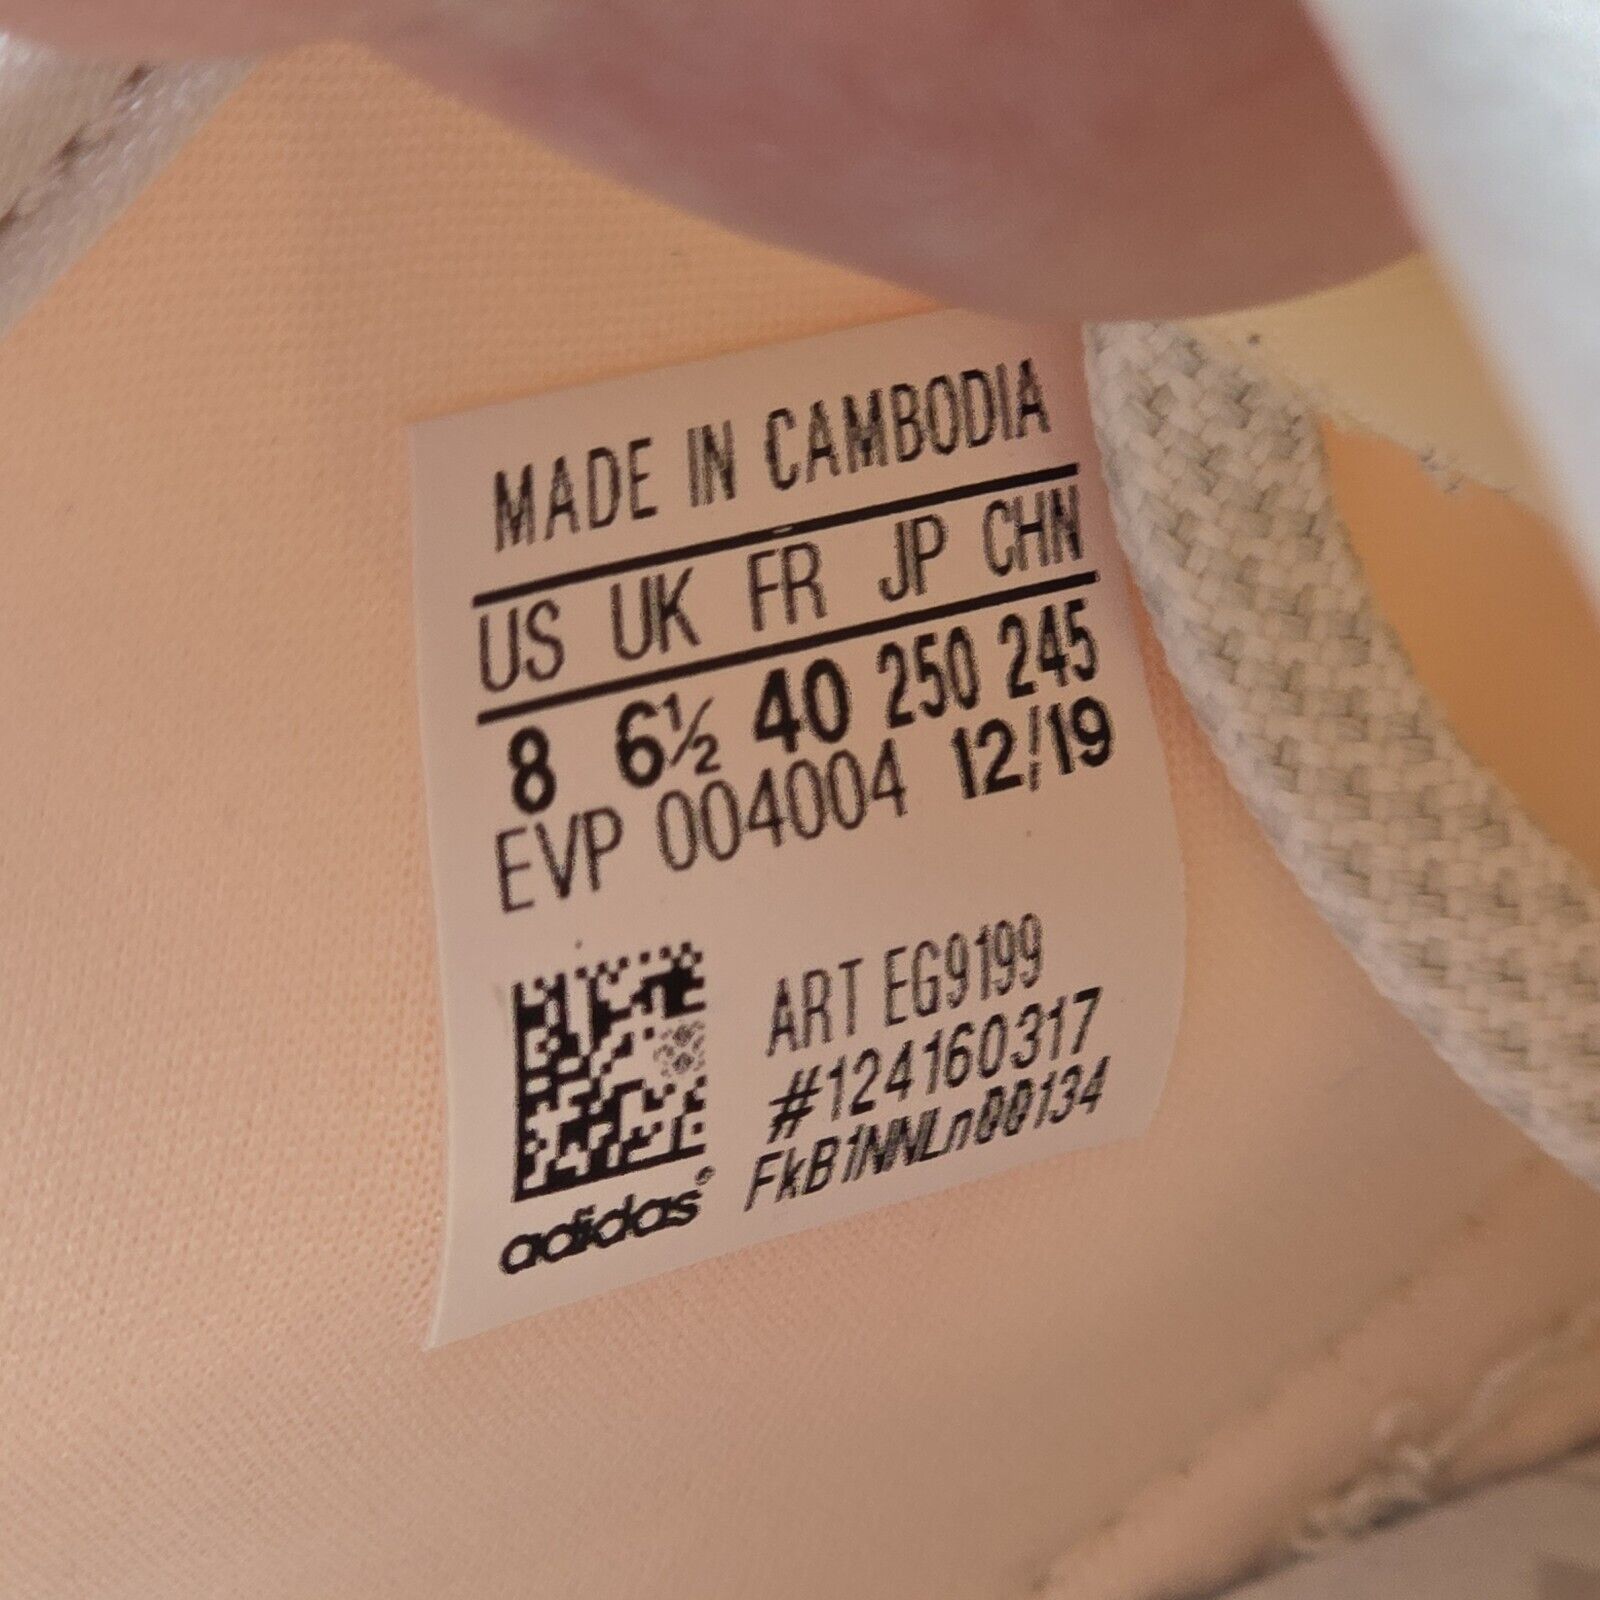 MADE IN CAMBODIA
US UK FR JP CHN
8 6½ 40 250 245
EVP 004004 12/19
ART EG9199
#124160317
FkB1NNLn00134
adidas®